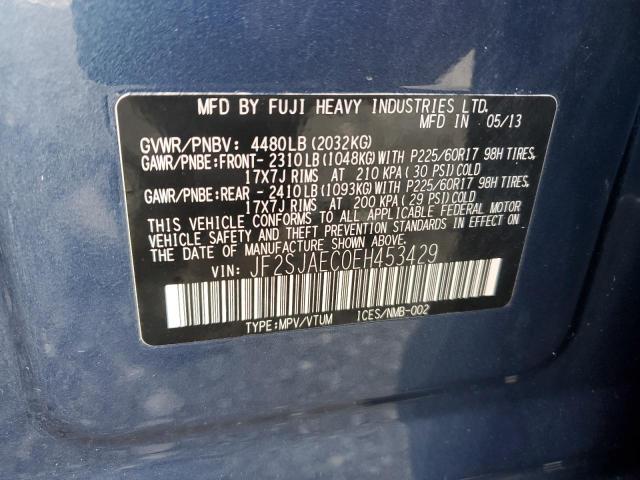 MFD BY FUJI HEAVY INDUSTRIES LTD.
MFD IN 05/13
GVWR/PNBV: 4480LB(2032KG)
GAWR/PNBE:FRONT- 2310LB(1048KG)WITH P225/60R17 98H TIRES,
17X7J RIMS AT 210 KPA(30 PSI)COLD
GAWR/PNBE:REAR - 2410LB(1093KG)WITH P225/60R17 98H TIRES,
17X7J RIMS AT 200 KPA(29 PSI)COLD
THIS VEHICLE CONFORMS TO ALL APPLICABLE FEDERAL MOTOR
VEHICLE SAFETY AND THEFT PREVENTION STANDARDS IN EFFECT ON
THE DATE OF MANUFACTURE SHOWN ABOVE.
VIN: JF2SJAEC0EH453429
TYPE:MPV/VTUM ICES/NMB-002